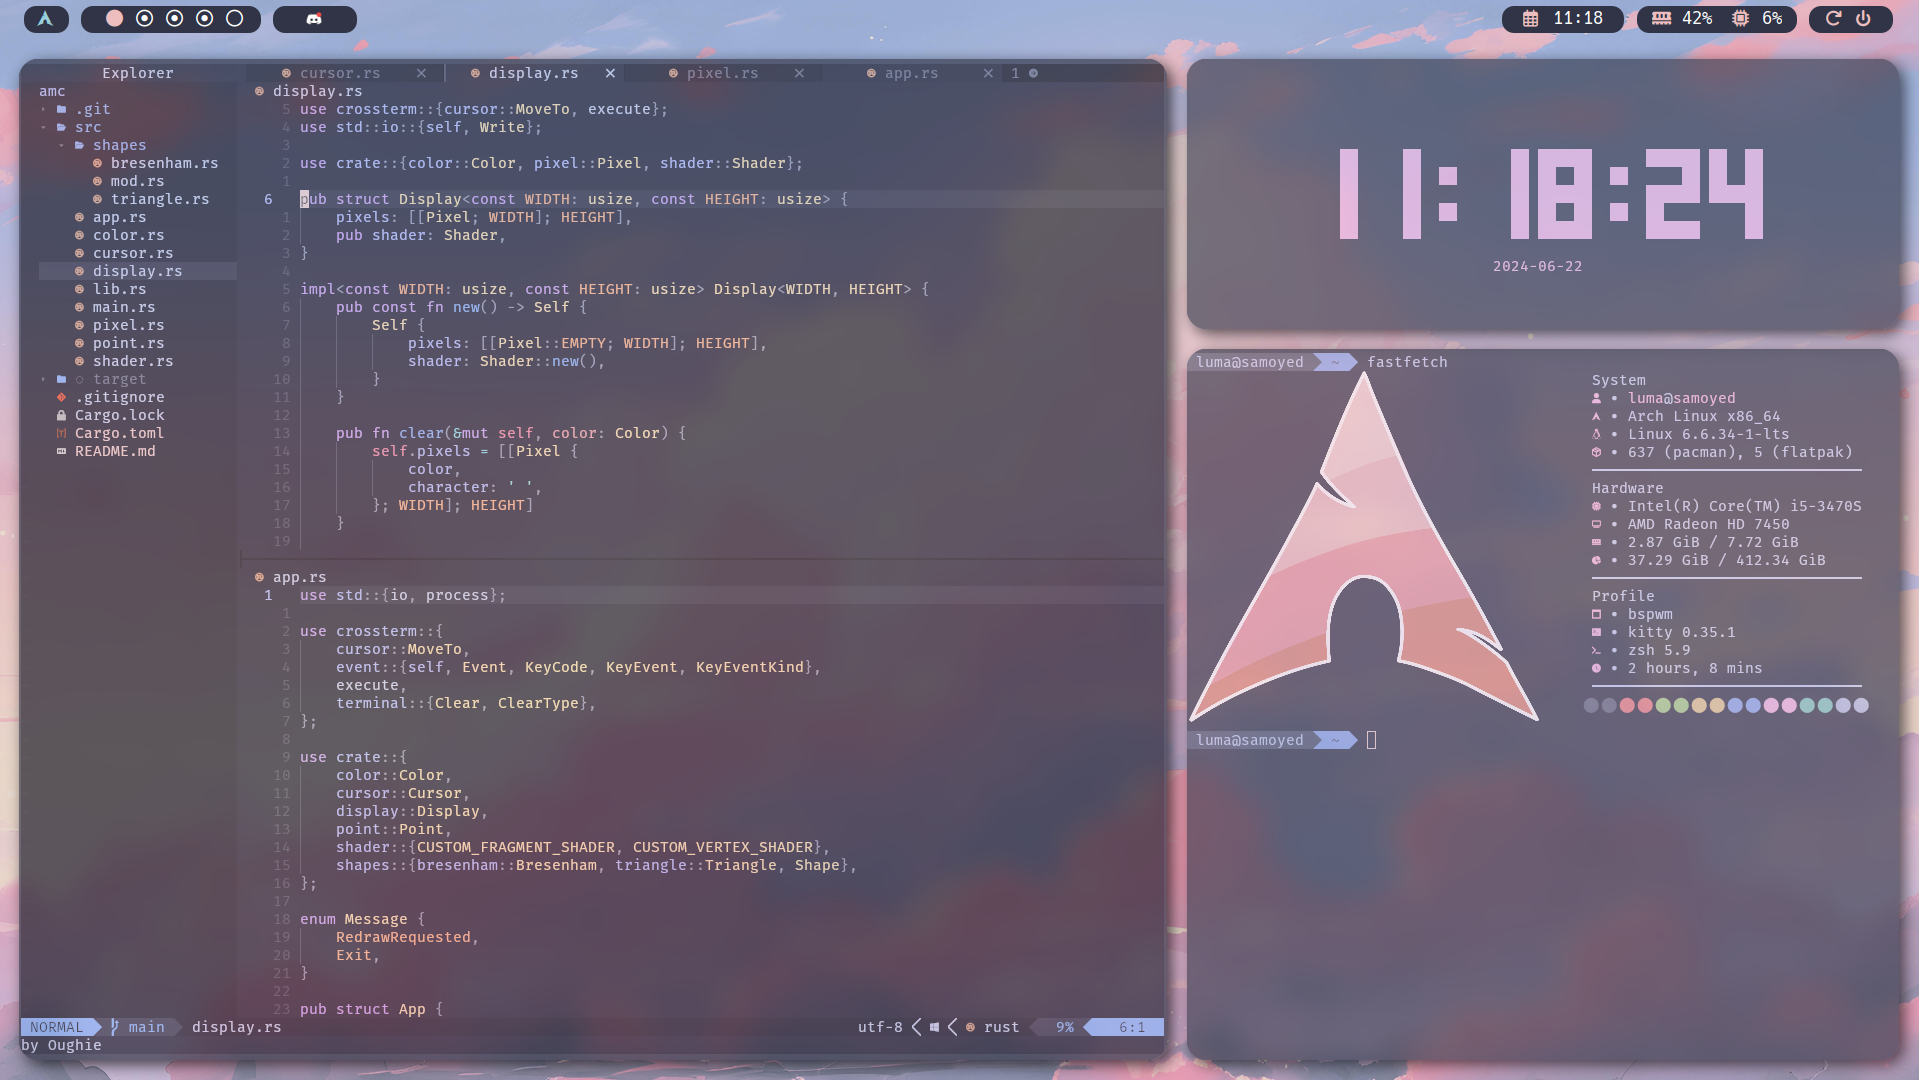 11:18
42%
6%
Explorer
amc
.git
src
shapes
bresenham.rs
mod.rs
triangle.rs
app.rs
color.rs
cursor.rs
display.rs
lib.rs
main.rs
pixel.rs
point.rs
shader.rs
target
.gitignore
Cargo.lock
Cargo.toml
README.md
cursor.rs × display.rs × pixel.rs × app.rs × 1
display.rs
5 use crossterm::{cursor::MoveTo, execute};
4 use std::io::{self, Write};
3
2 use crate::{color::Color, pixel::Pixel, shader::Shader};
1
6 pub struct Display<const WIDTH: usize, const HEIGHT: usize> {
1 pixels: [[Pixel; WIDTH]; HEIGHT],
2 pub shader: Shader,
3 }
4
5 impl<const WIDTH: usize, const HEIGHT: usize> Display<WIDTH, HEIGHT> {
6 pub const fn new() -> Self {
7 Self {
8 pixels: [[Pixel::EMPTY; WIDTH]; HEIGHT],
9 shader: Shader::new(),
10 }
11 }
12
13 pub fn clear(&mut self, color: Color) {
14 self.pixels = [[Pixel {
15 color,
16 character: ' ',
17 }; WIDTH]; HEIGHT]
18 }
19
app.rs
1 use std::{io, process};
1
2 use crossterm::{
3 cursor::MoveTo,
4 event::{self, Event, KeyCode, KeyEvent, KeyEventKind},
5 execute,
6 terminal::{Clear, ClearType},
7 };
8
9 use crate::{
10 color::Color,
11 cursor::Cursor,
12 display::Display,
13 point::Point,
14 shader::{CUSTOM_FRAGMENT_SHADER, CUSTOM_VERTEX_SHADER},
15 shapes::{bresenham::Bresenham, triangle::Triangle, Shape},
16 };
17
18 enum Message {
19 RedrawRequested,
20 Exit,
21 }
22
23 pub struct App {
NORMAL main display.rs utf-8 rust 9% 6:1
by Oughie
11:18:24
2024-06-22
luma@samoyed ~ fastfetch
System
• luma@samoyed
• Arch Linux x86_64
• Linux 6.6.34-1-lts
• 637 (pacman), 5 (flatpak)
Hardware
• Intel(R) Core(TM) i5-3470S
• AMD Radeon HD 7450
• 2.87 GiB / 7.72 GiB
• 37.29 GiB / 412.34 GiB
Profile
• bspwm
• kitty 0.35.1
• zsh 5.9
• 2 hours, 8 mins
luma@samoyed ~